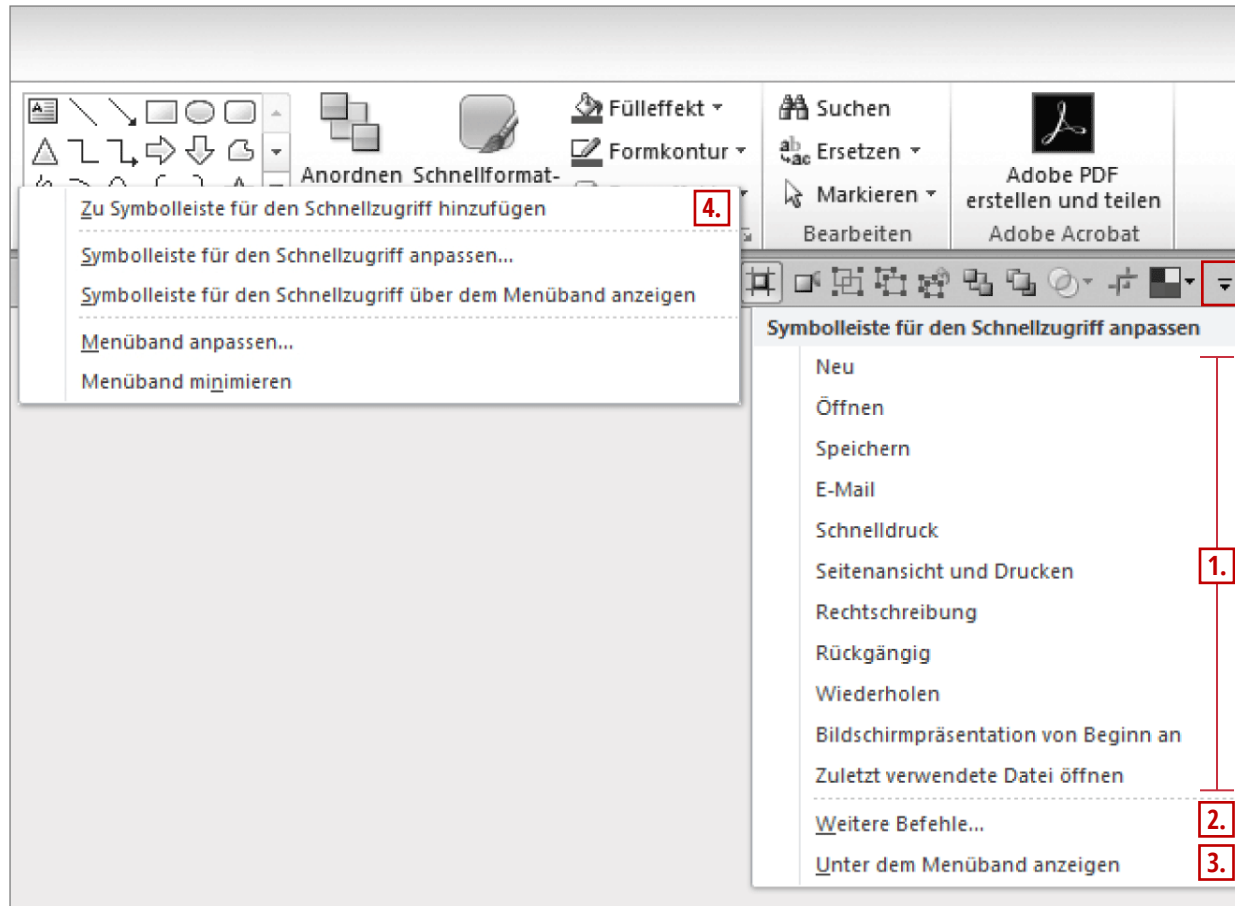 Fülleffekt
Formkontur
Anordnen Schnellformat-
Suchen
Ersetzen
Markieren
Bearbeiten
Adobe PDF
erstellen und teilen
Adobe Acrobat
Zu Symbolleiste für den Schnellzugriff hinzufügen
4.
Symbolleiste für den Schnellzugriff anpassen...
Symbolleiste für den Schnellzugriff über dem Menüband anzeigen
Menüband anpassen...
Menüband minimieren
Symbolleiste für den Schnellzugriff anpassen
Neu
Öffnen
Speichern
E-Mail
Schnelldruck
Seitenansicht und Drucken
1.
Rechtschreibung
Rückgängig
Wiederholen
Bildschirmpräsentation von Beginn an
Zuletzt verwendete Datei öffnen
Weitere Befehle...
2.
Unter dem Menüband anzeigen
3.